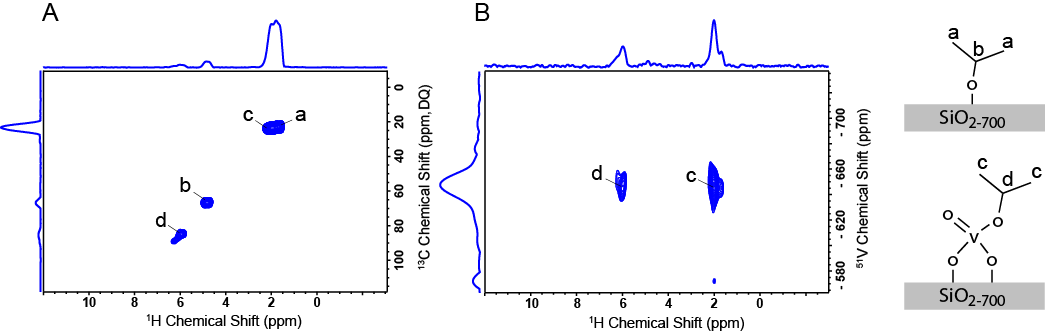 A
c
a
b
d
0
20
40
60
80
100
¹³C Chemical Shift (ppm,DQ)
10 8 6 4 2 0
¹H Chemical Shift (ppm)
B
d
c
- 700
- 660
- 620
- 580
⁵¹V Chemical Shift (ppm)
10 8 6 4 2 0
¹H Chemical Shift (ppm)
a
b a
O
SiO₂₋₇₀₀
c c
d
O O
V
O O
SiO₂₋₇₀₀